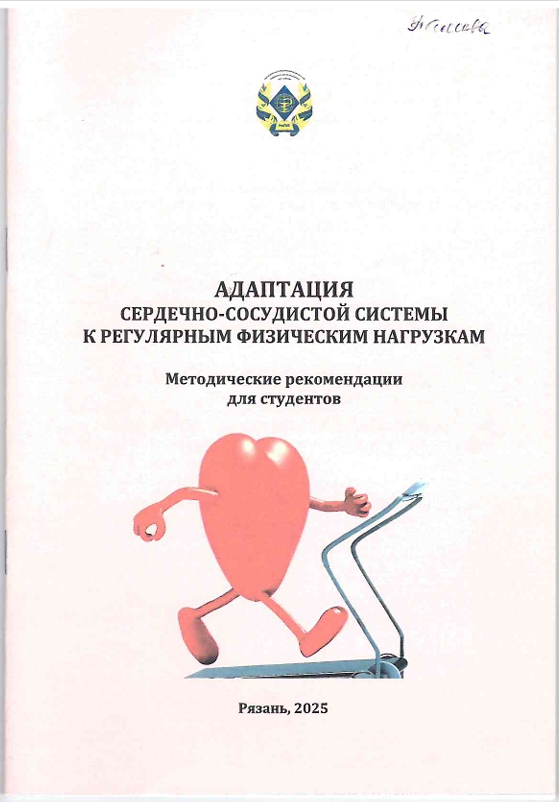 АДАПТАЦИЯ
СЕРДЕЧНО-СОСУДИСТОЙ СИСТЕМЫ
К РЕГУЛЯРНЫМ ФИЗИЧЕСКИМ НАГРУЗКАМ
Методические рекомендации
для студентов
Рязань, 2025